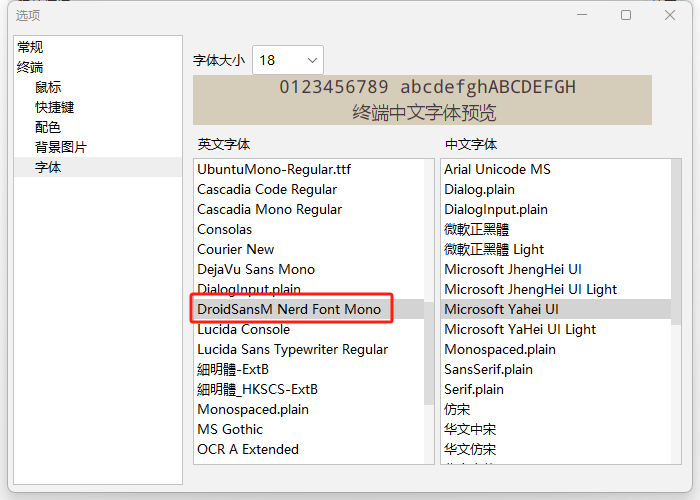 选项
常规
终端
鼠标
快捷键
配色
背景图片
字体
字体大小 18
0123456789 abcdefghABCDEFGH
终端中文字体预览
英文字体
UbuntuMono-Regular.ttf
Cascadia Code Regular
Cascadia Mono Regular
Consolas
Courier New
DejaVu Sans Mono
DialogInput.plain
DroidSansM Nerd Font Mono
Lucida Console
Lucida Sans Typewriter Regular
細明體-ExtB
細明體_HKSCS-ExtB
Monospaced.plain
MS Gothic
OCR A Extended
中文字体
Arial Unicode MS
Dialog.plain
DialogInput.plain
微軟正黑體
微軟正黑體 Light
Microsoft JhengHei UI
Microsoft JhengHei UI Light
Microsoft Yahei UI
Microsoft YaHei UI Light
Monospaced.plain
SansSerif.plain
Serif.plain
仿宋
华文中宋
华文仿宋